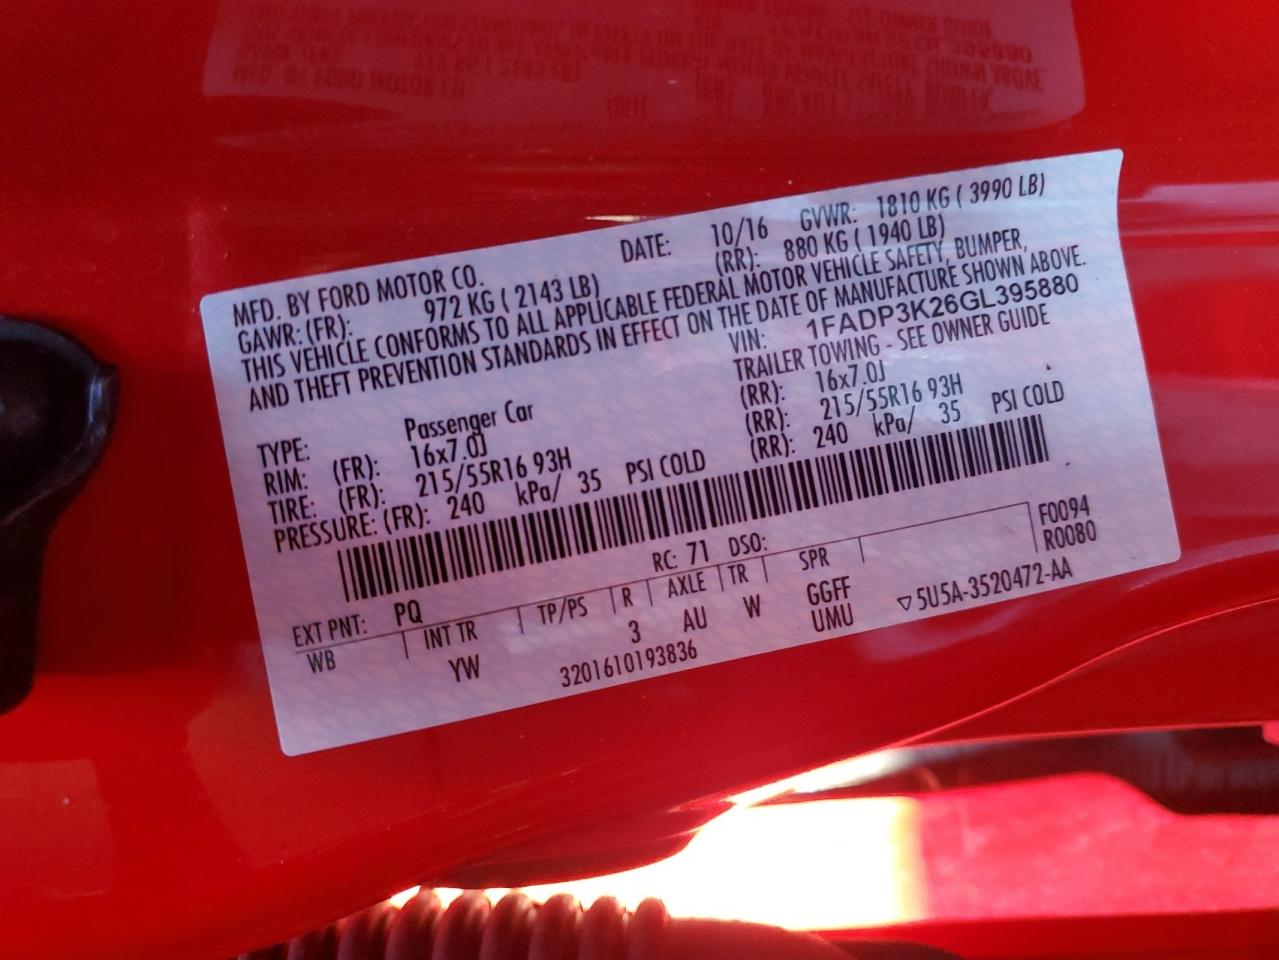 MFD. BY FORD MOTOR CO. DATE: 10/16 GVWR: 1810 KG ( 3990 LB)
GAWR: (FR): 972 KG ( 2143 LB) (RR): 880 KG ( 1940 LB)
THIS VEHICLE CONFORMS TO ALL APPLICABLE FEDERAL MOTOR VEHICLE SAFETY, BUMPER,
AND THEFT PREVENTION STANDARDS IN EFFECT ON THE DATE OF MANUFACTURE SHOWN ABOVE.
VIN: 1FADP3K26GL395880
TYPE: Passenger Car TRAILER TOWING - SEE OWNER GUIDE
RIM: (FR): 16x7.0J (RR): 16x7.0J
TIRE: (FR): 215/55R16 93H (RR): 215/55R16 93H
PRESSURE: (FR): 240 kPa/ 35 PSI COLD (RR): 240 kPa/ 35 PSI COLD
EXT PNT: PQ RC: 71 DSO: F0094
R0080
WB INT TR TP/PS R AXLE TR SPR
YW 3 AU W GGFF
UMU
3201610193836 ▽5U5A-3520472-AA